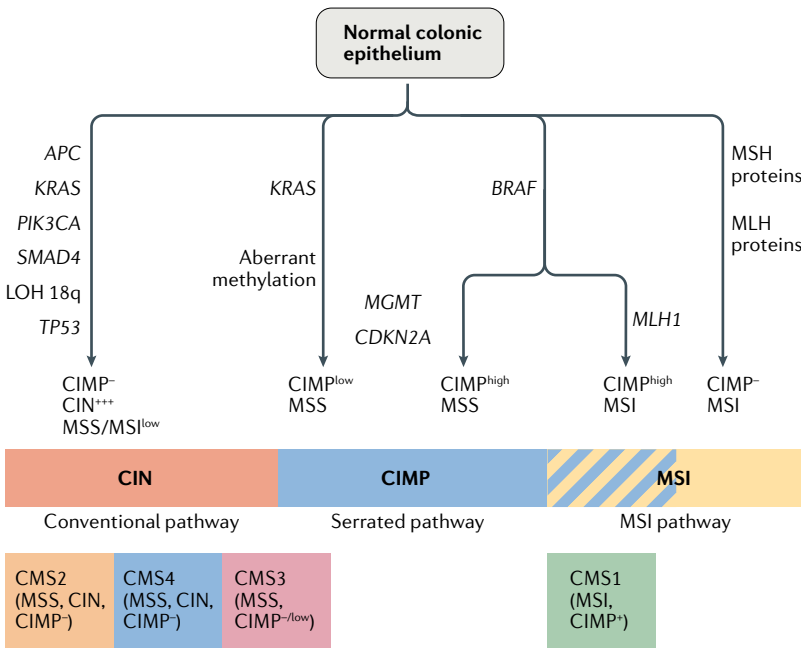 Normal colonic
epithelium
APC
KRAS
PIK3CA
SMAD4
LOH 18q
TP53
KRAS
Aberrant
methylation
BRAF
MGMT
CDKN2A
MLH1
MSH
proteins
MLH
proteins
CIMP⁻
CIN⁺⁺⁺
MSS/MSIˡᵒʷ
CIMPˡᵒʷ
MSS
CIMPʰⁱᵍʰ
MSS
CIMPʰⁱᵍʰ
MSI
CIMP⁻
MSI
CIN
CIMP
MSI
Conventional pathway
Serrated pathway
MSI pathway
CMS2
(MSS, CIN,
CIMP⁻)
CMS4
(MSS, CIN,
CIMP⁻)
CMS3
(MSS,
CIMP⁻/ˡᵒʷ)
CMS1
(MSI,
CIMP⁺)